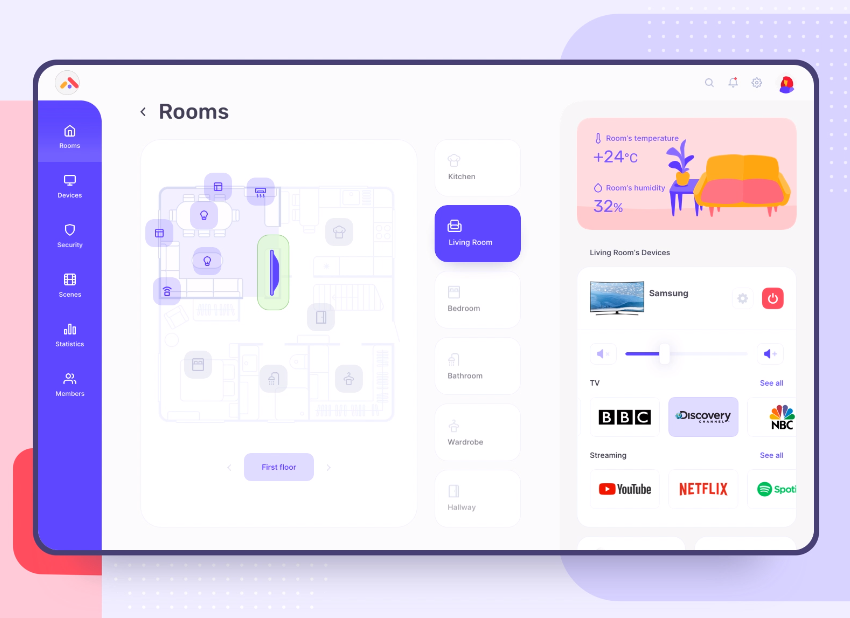 Rooms
Devices
Security
Scenes
Statistics
Members
Rooms
First floor
Kitchen
Living Room
Bedroom
Bathroom
Wardrobe
Hallway
Room's temperature
+24°C
Room's humidity
32%
Living Room's Devices
Samsung
TV
See all
BBC
Discovery
CHANNEL
NBC
Streaming
See all
YouTube
NETFLIX
Spoti